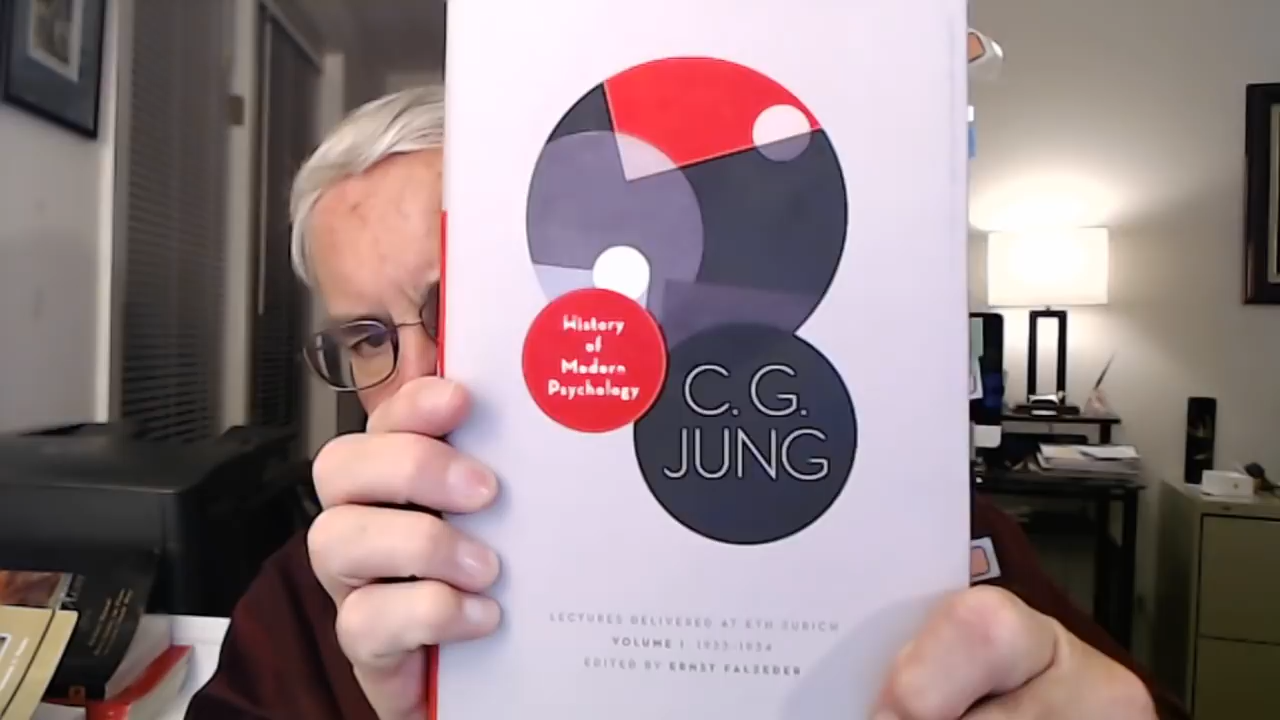 History
of
Modern
Psychology
C. G.
JUNG
LECTURES DELIVERED AT ETH ZURICH
VOLUME 1 1933-1934
EDITED BY ERNST FALZEDER